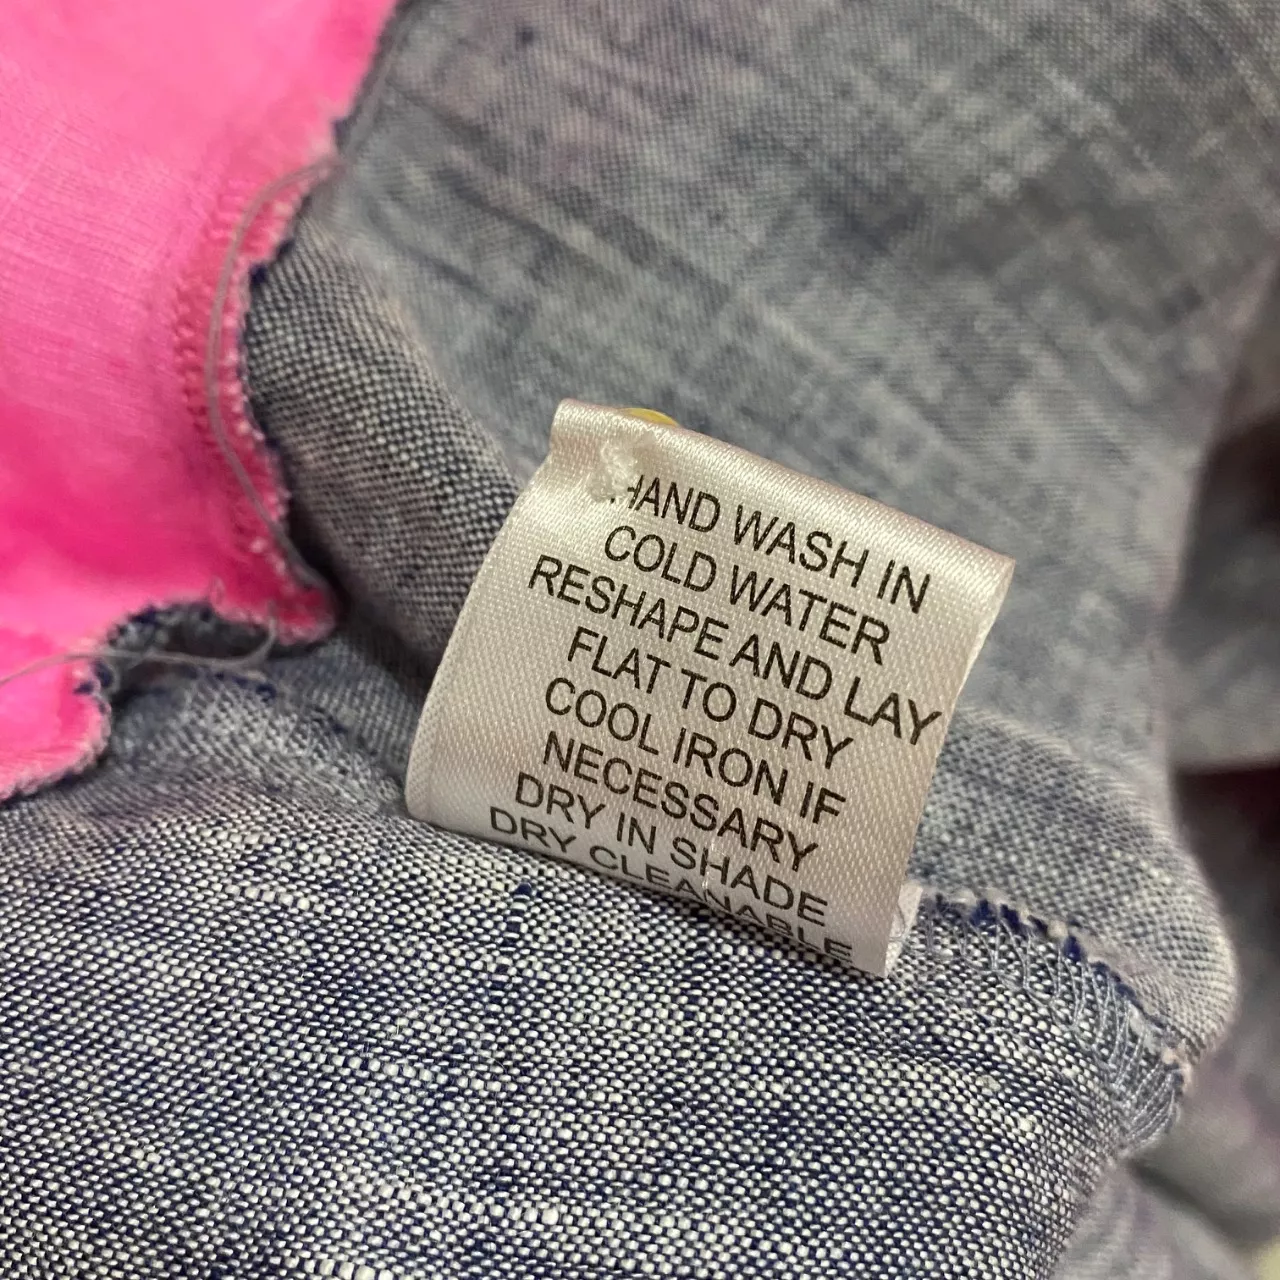 HAND WASH IN
COLD WATER
RESHAPE AND LAY
FLAT TO DRY
COOL IRON IF
NECESSARY
DRY IN SHADE
DRY CLEANABLE